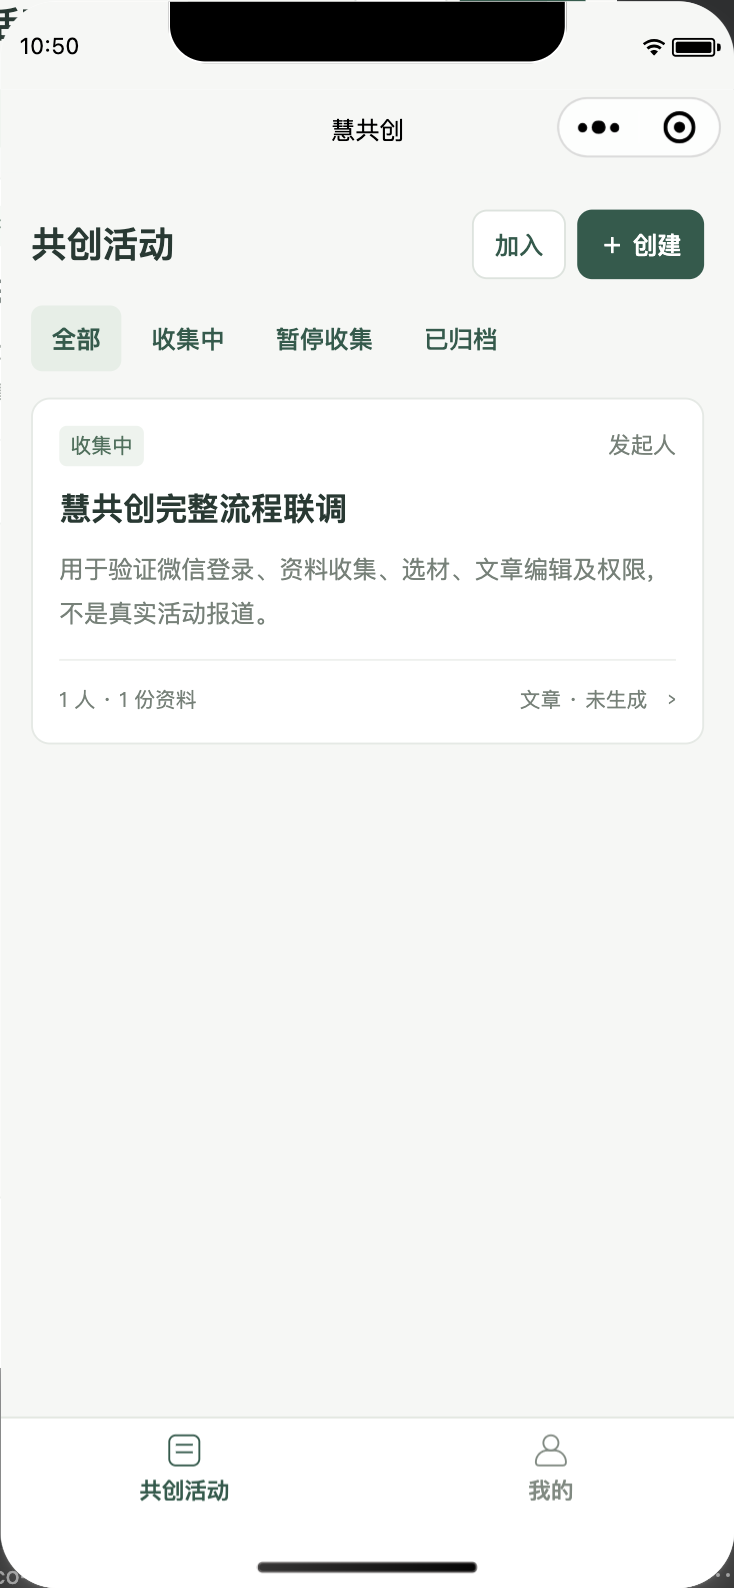 10:50
慧共创
共创活动
加入
+ 创建
全部
收集中
暂停收集
已归档
收集中
发起人
慧共创完整流程联调
用于验证微信登录、资料收集、选材、文章编辑及权限，
不是真实活动报道。
1 人 · 1 份资料
文章 · 未生成 >
共创活动
我的